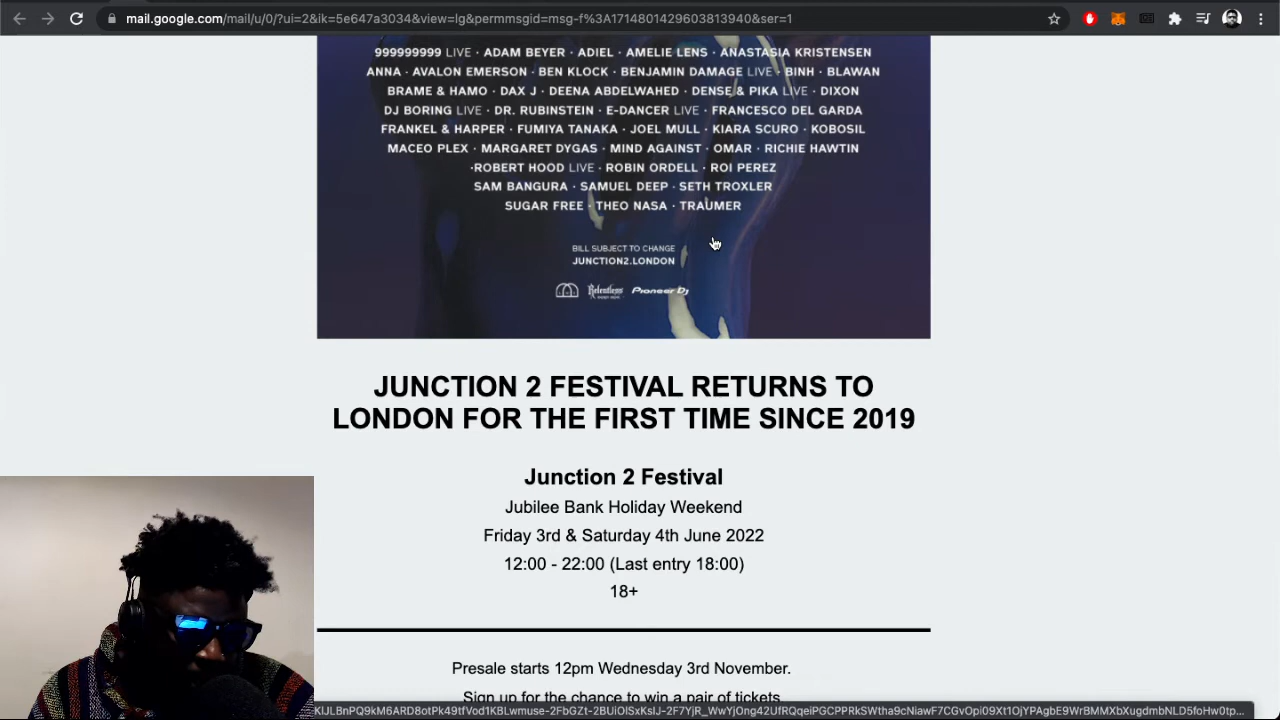 mail.google.com/mail/u/0/?ui=2&ik=5e647a3034&view=lg&permmsgid=msg-f%3A1714801429603813940&ser=1
999999999 LIVE · ADAM BEYER · ADIEL · AMELIE LENS · ANASTASIA KRISTENSEN
ANNA · AVALON EMERSON · BEN KLOCK · BENJAMIN DAMAGE LIVE · BINH · BLAWAN
BRAME & HAMO · DAX J · DEENA ABDELWAHED · DENSE & PIKA LIVE · DIXON
DJ BORING LIVE · DR. RUBINSTEIN · E-DANCER LIVE · FRANCESCO DEL GARDA
FRANKEL & HARPER · FUMIYA TANAKA · JOEL MULL · KIARA SCURO · KOBOSIL
MACEO PLEX · MARGARET DYGAS · MIND AGAINST · OMAR · RICHIE HAWTIN
·ROBERT HOOD LIVE · ROBIN ORDELL · ROI PEREZ
SAM BANGURA · SAMUEL DEEP · SETH TROXLER
SUGAR FREE · THEO NASA · TRAUMER
BILL SUBJECT TO CHANGE
JUNCTION2.LONDON
Relentless Pioneer Dj
JUNCTION 2 FESTIVAL RETURNS TO
LONDON FOR THE FIRST TIME SINCE 2019
Junction 2 Festival
Jubilee Bank Holiday Weekend
Friday 3rd & Saturday 4th June 2022
12:00 - 22:00 (Last entry 18:00)
18+
Presale starts 12pm Wednesday 3rd November.
Sign up for the chance to win a pair of tickets